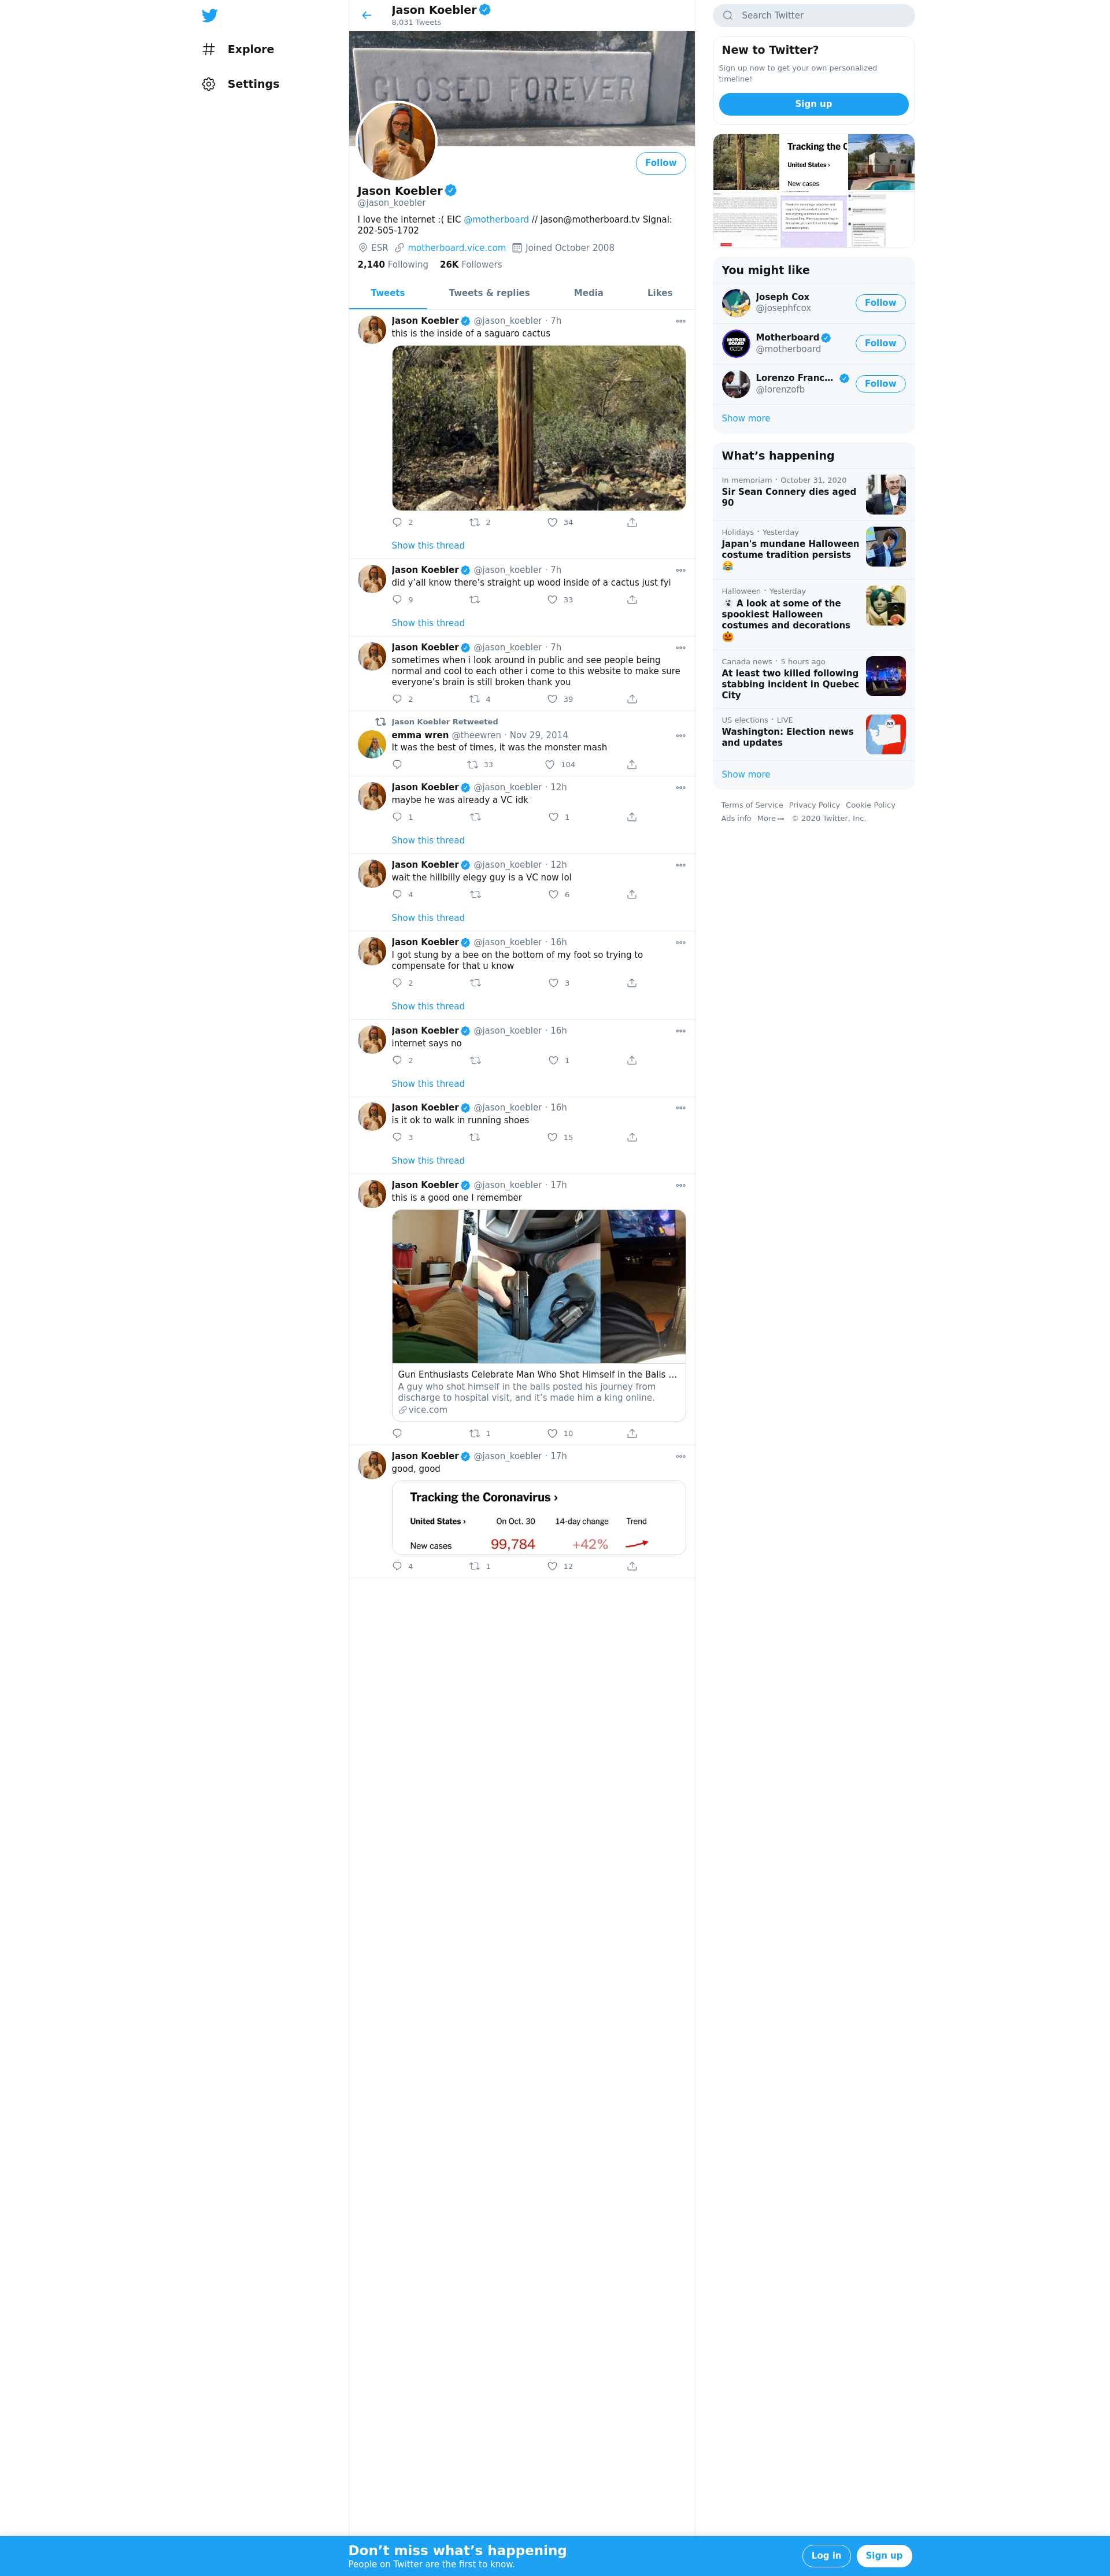 Explore
Settings
Jason Koebler
8,031 Tweets
CLOSED FOREVER
Follow
Jason Koebler
@jason_koebler
I love the internet :( EIC @motherboard // jason@motherboard.tv Signal:
202-505-1702
ESR motherboard.vice.com Joined October 2008
2,140 Following 26K Followers
Tweets Tweets & replies Media Likes
Jason Koebler @jason_koebler · 7h
this is the inside of a saguaro cactus
2 2 34
Show this thread
Jason Koebler @jason_koebler · 7h
did y’all know there’s straight up wood inside of a cactus just fyi
9 33
Show this thread
Jason Koebler @jason_koebler · 7h
sometimes when i look around in public and see people being
normal and cool to each other i come to this website to make sure
everyone’s brain is still broken thank you
2 4 39
Jason Koebler Retweeted
emma wren @theewren · Nov 29, 2014
It was the best of times, it was the monster mash
33 104
Jason Koebler @jason_koebler · 12h
maybe he was already a VC idk
1 1
Show this thread
Jason Koebler @jason_koebler · 12h
wait the hillbilly elegy guy is a VC now lol
4 6
Show this thread
Jason Koebler @jason_koebler · 16h
I got stung by a bee on the bottom of my foot so trying to
compensate for that u know
2 3
Show this thread
Jason Koebler @jason_koebler · 16h
internet says no
2 1
Show this thread
Jason Koebler @jason_koebler · 16h
is it ok to walk in running shoes
3 15
Show this thread
Jason Koebler @jason_koebler · 17h
this is a good one I remember
Gun Enthusiasts Celebrate Man Who Shot Himself in the Balls ...
A guy who shot himself in the balls posted his journey from
discharge to hospital visit, and it’s made him a king online.
vice.com
1 10
Jason Koebler @jason_koebler · 17h
good, good
Tracking the Coronavirus ›
United States › On Oct. 30 14-day change Trend
New cases 99,784 +42%
4 1 12
Search Twitter
New to Twitter?
Sign up now to get your own personalized
timeline!
Sign up
Tracking the C
United States ›
New cases
You might like
Joseph Cox
@josephfcox
Follow
Motherboard
@motherboard
Follow
Lorenzo Franc...
@lorenzofb
Follow
Show more
What’s happening
In memoriam · October 31, 2020
Sir Sean Connery dies aged
90
Holidays · Yesterday
Japan's mundane Halloween
costume tradition persists
😂
Halloween · Yesterday
👻 A look at some of the
spookiest Halloween
costumes and decorations
🎃
Canada news · 5 hours ago
At least two killed following
stabbing incident in Quebec
City
US elections · LIVE
Washington: Election news
and updates
Show more
Terms of Service Privacy Policy Cookie Policy
Ads info More ••• © 2020 Twitter, Inc.
Don’t miss what’s happening
People on Twitter are the first to know.
Log in
Sign up